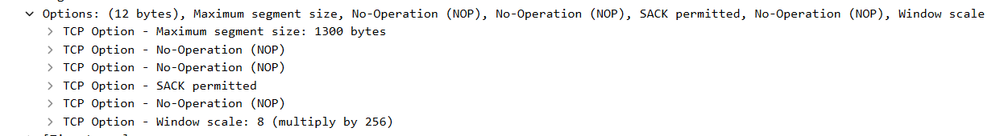 Options: (12 bytes), Maximum segment size, No-Operation (NOP), No-Operation (NOP), SACK permitted, No-Operation (NOP), Window scale
TCP Option - Maximum segment size: 1300 bytes
TCP Option - No-Operation (NOP)
TCP Option - No-Operation (NOP)
TCP Option - SACK permitted
TCP Option - No-Operation (NOP)
TCP Option - Window scale: 8 (multiply by 256)